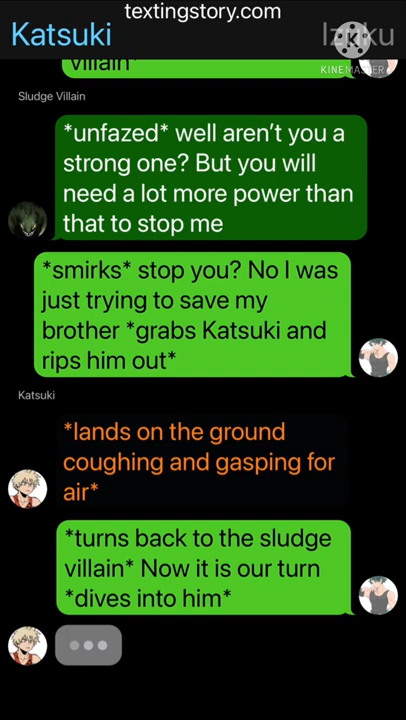 textingstory.com
Katsuki
Izuku
KINEMASTER
villain*
Sludge Villain
*unfazed* well aren't you a
strong one? But you will
need a lot more power than
that to stop me
*smirks* stop you? No I was
just trying to save my
brother *grabs Katsuki and
rips him out*
Katsuki
*lands on the ground
coughing and gasping for
air*
*turns back to the sludge
villain* Now it is our turn
*dives into him*